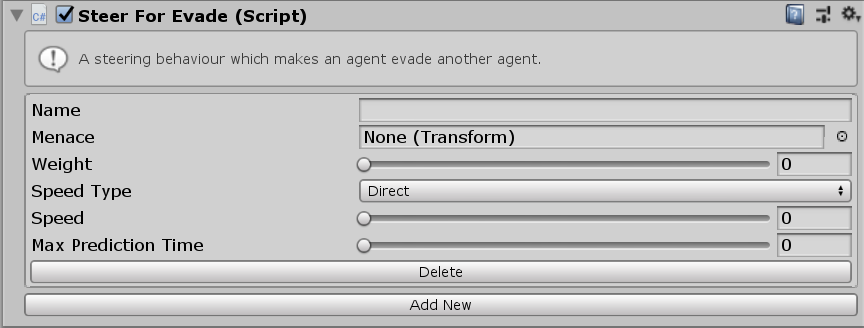 C# Steer For Evade (Script)
A steering behaviour which makes an agent evade another agent.
Name
Menace None (Transform)
Weight 0
Speed Type Direct
Speed 0
Max Prediction Time 0
Delete
Add New